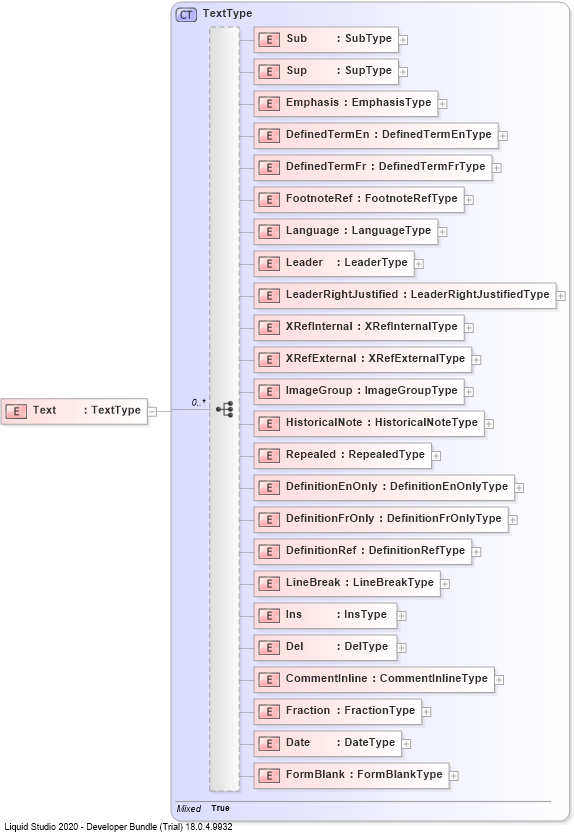 CT TextType
E Sub : SubType
E Sup : SupType
E Emphasis : EmphasisType
E DefinedTermEn : DefinedTermEnType
E DefinedTermFr : DefinedTermFrType
E FootnoteRef : FootnoteRefType
E Language : LanguageType
E Leader : LeaderType
E LeaderRightJustified : LeaderRightJustifiedType
E XRefInternal : XRefInternalType
E XRefExternal : XRefExternalType
E ImageGroup : ImageGroupType
E HistoricalNote : HistoricalNoteType
E Repealed : RepealedType
E DefinitionEnOnly : DefinitionEnOnlyType
E DefinitionFrOnly : DefinitionFrOnlyType
E DefinitionRef : DefinitionRefType
E LineBreak : LineBreakType
E Ins : InsType
E Del : DelType
E CommentInline : CommentInlineType
E Fraction : FractionType
E Date : DateType
E FormBlank : FormBlankType
0..*
E Text : TextType
Mixed True
Liquid Studio 2020 - Developer Bundle (Trial) 18.0.4.9932